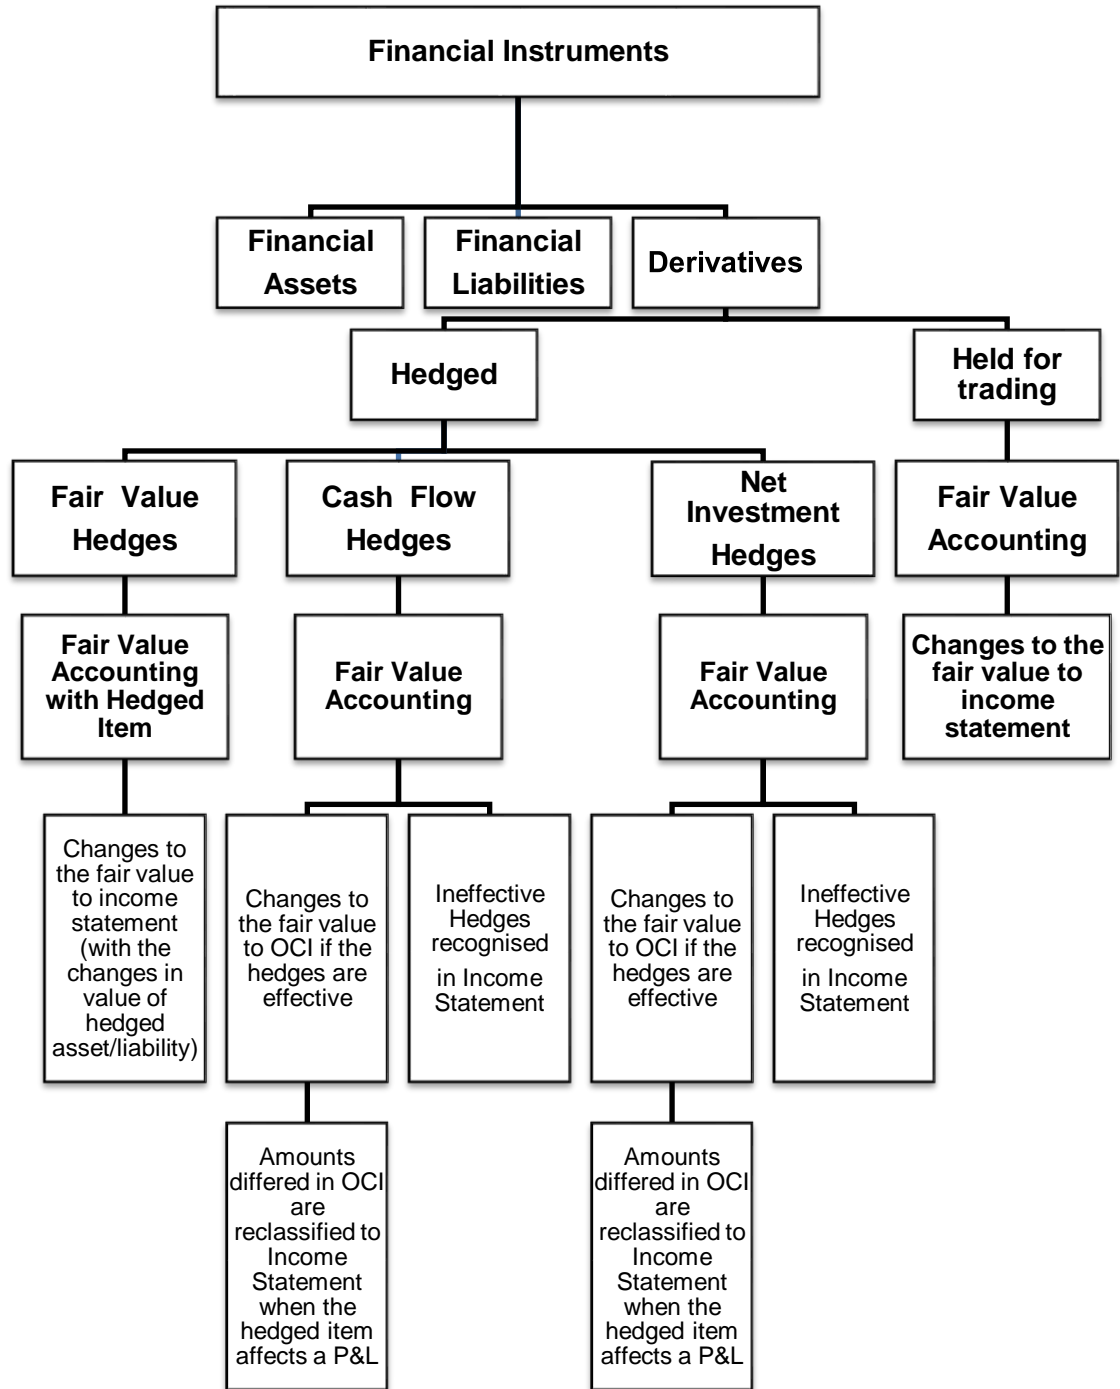 Financial Instruments
Financial
Assets
Financial
Liabilities
Derivatives
Hedged
Held for
trading
Fair Value
Hedges
Cash Flow
Hedges
Net
Investment
Hedges
Fair Value
Accounting
Fair Value
Accounting
with Hedged
Item
Fair Value
Accounting
Fair Value
Accounting
Changes to the
fair value to
income
statement
Changes to
the fair value
to income
statement
(with the
changes in
value of
hedged
asset/liability)
Changes to
the fair value
to OCI if the
hedges are
effective
Ineffective
Hedges
recognised
in Income
Statement
Changes to
the fair value
to OCI if the
hedges are
effective
Ineffective
Hedges
recognised
in Income
Statement
Amounts
differed in OCI
are
reclassified to
Income
Statement
when the
hedged item
affects a P&L
Amounts
differed in OCI
are
reclassified to
Income
Statement
when the
hedged item
affects a P&L